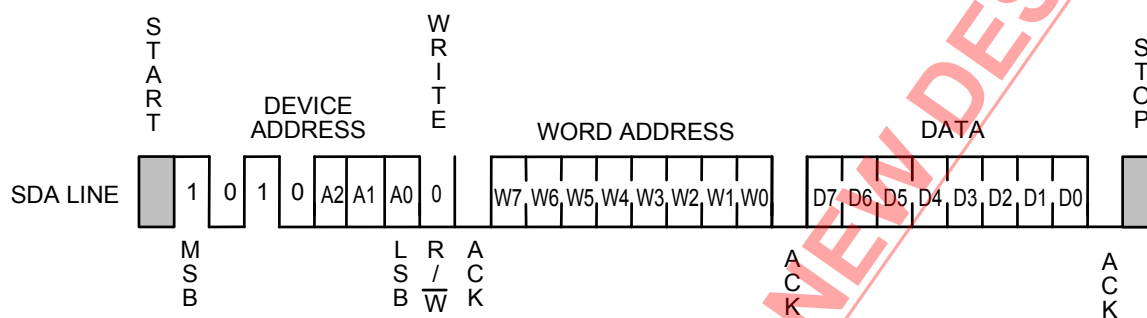 START
WRITE
STOP
DEVICE
ADDRESS
WORD ADDRESS
DATA
SDA LINE
1 0 1 0 A2 A1 A0 0 W7 W6 W5 W4 W3 W2 W1 W0 D7 D6 D5 D4 D3 D2 D1 D0
MSB
LSB
R/W
ACK
ACK
ACK
NEW DES